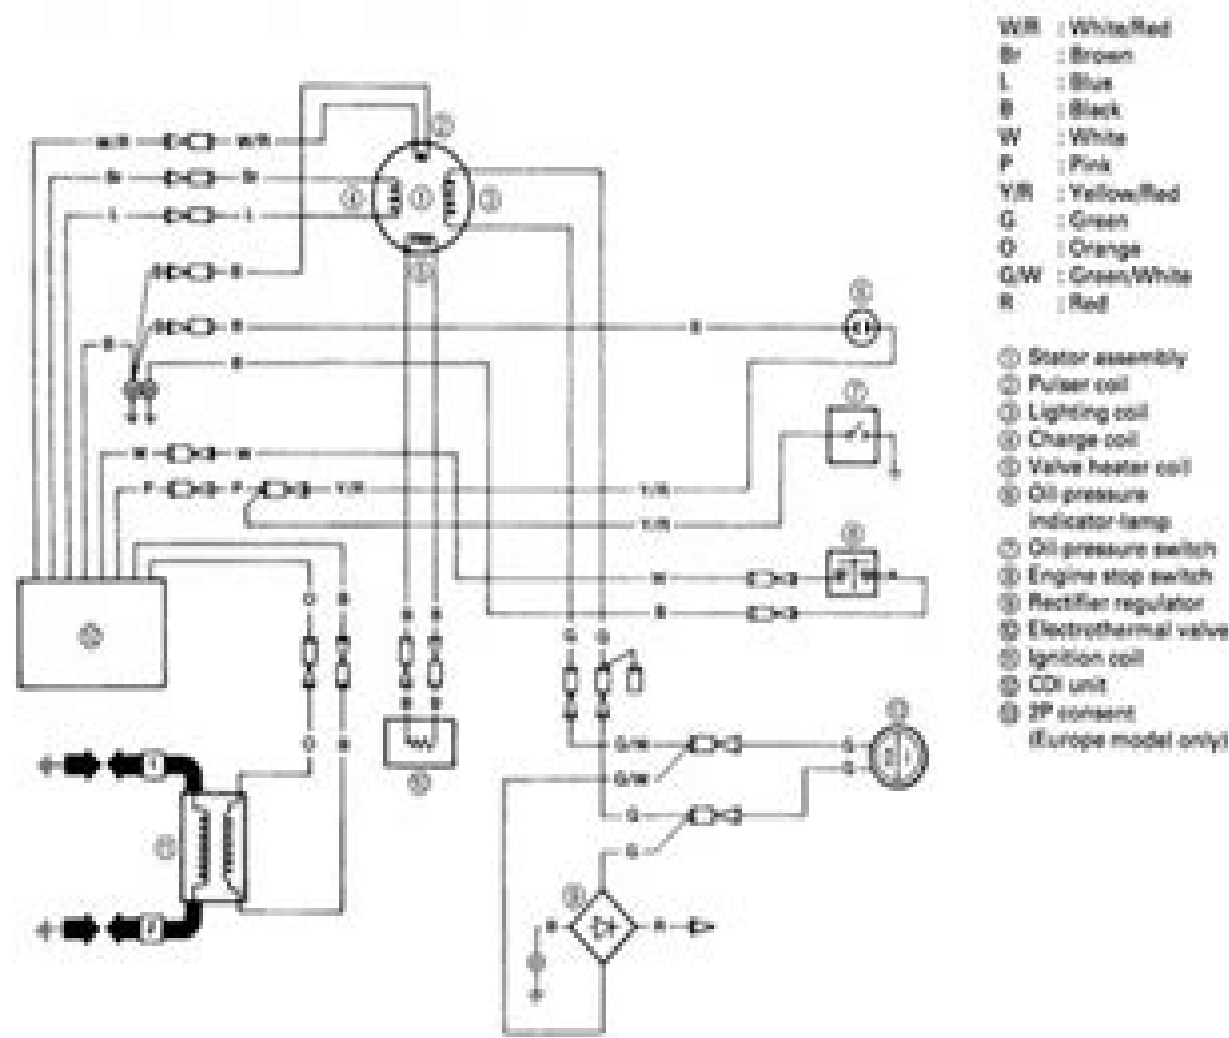 W/R : White/Red
Br : Brown
L : Blue
B : Black
W : White
P : Pink
Y/R : Yellow/Red
G : Green
O : Orange
G/W : Green/White
R : Red
① Stator assembly
② Pulser coil
③ Lighting coil
④ Charge coil
⑤ Valve heater coil
⑥ Oil pressure
indicator-lamp
⑦ Oil pressure switch
⑧ Engine stop switch
⑨ Rectifier regulator
⑩ Electrothermal valve
⑪ Ignition coil
⑫ CDI unit
⑬ 2P consent
(Europe model only)
W/R W/R
Br Br
L L
B
B
B
B
W W
P P Y/R Y/R
Y/R
W
B
O B
B B
G G
O B
B B
G/W G
G/W G
G
G
B R